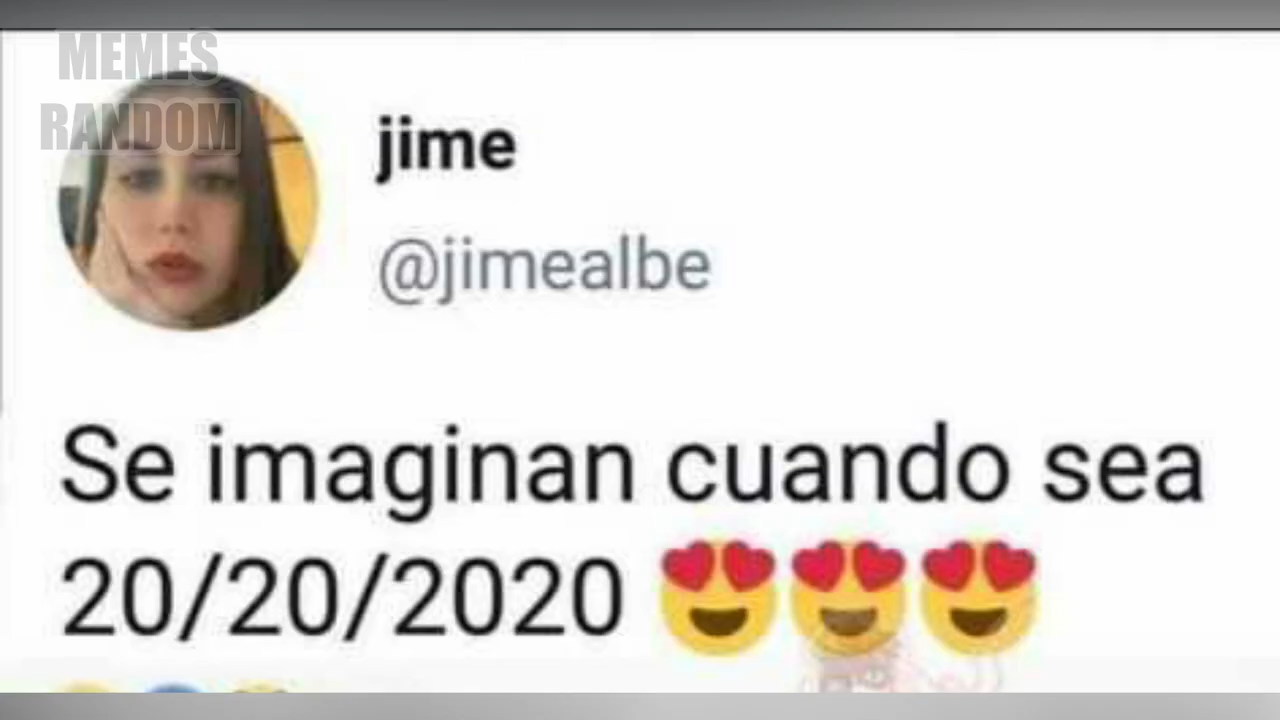 MEMES
RANDOM
jime
@jimealbe
Se imaginan cuando sea
20/20/2020 😍😍😍